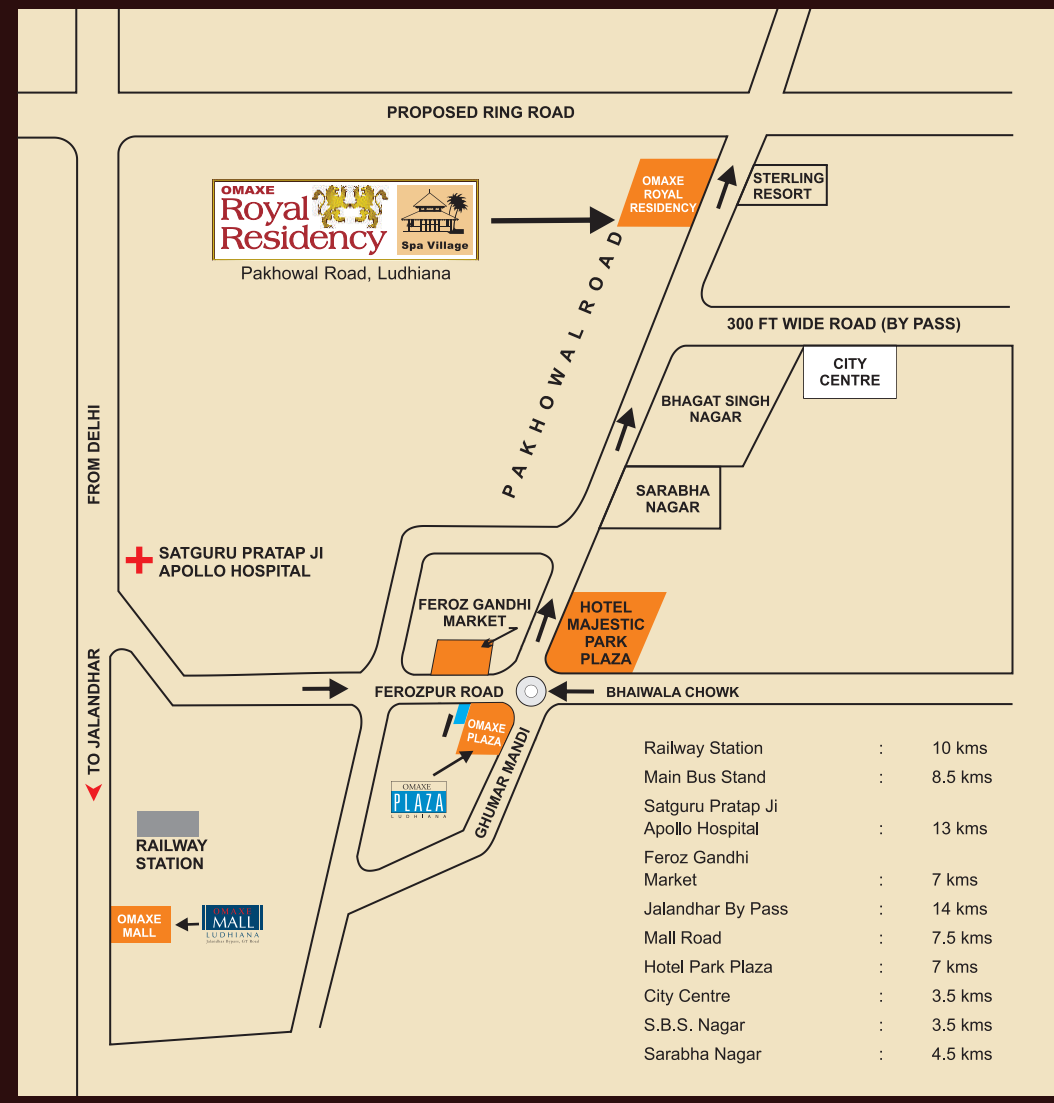 PROPOSED RING ROAD
OMAXE
Royal
Residency
Spa Village
Pakhowal Road, Ludhiana
OMAXE
ROYAL
RESIDENCY
STERLING
RESORT
PAKHOWAL ROAD
300 FT WIDE ROAD (BY PASS)
CITY
CENTRE
BHAGAT SINGH
NAGAR
SARABHA
NAGAR
FROM DELHI
SATGURU PRATAP JI
APOLLO HOSPITAL
FEROZ GANDHI
MARKET
HOTEL
MAJESTIC
PARK
PLAZA
TO JALANDHAR
FEROZPUR ROAD
BHAIWALA CHOWK
OMAXE
PLAZA
GHUMAR MANDI
OMAXE
PLAZA
LUDHIANA
RAILWAY
STATION
OMAXE
MALL
OMAXE
MALL
LUDHIANA
Jalandhar Bypass, GT Road
Railway Station : 10 kms
Main Bus Stand : 8.5 kms
Satguru Pratap Ji
Apollo Hospital : 13 kms
Feroz Gandhi
Market : 7 kms
Jalandhar By Pass : 14 kms
Mall Road : 7.5 kms
Hotel Park Plaza : 7 kms
City Centre : 3.5 kms
S.B.S. Nagar : 3.5 kms
Sarabha Nagar : 4.5 kms